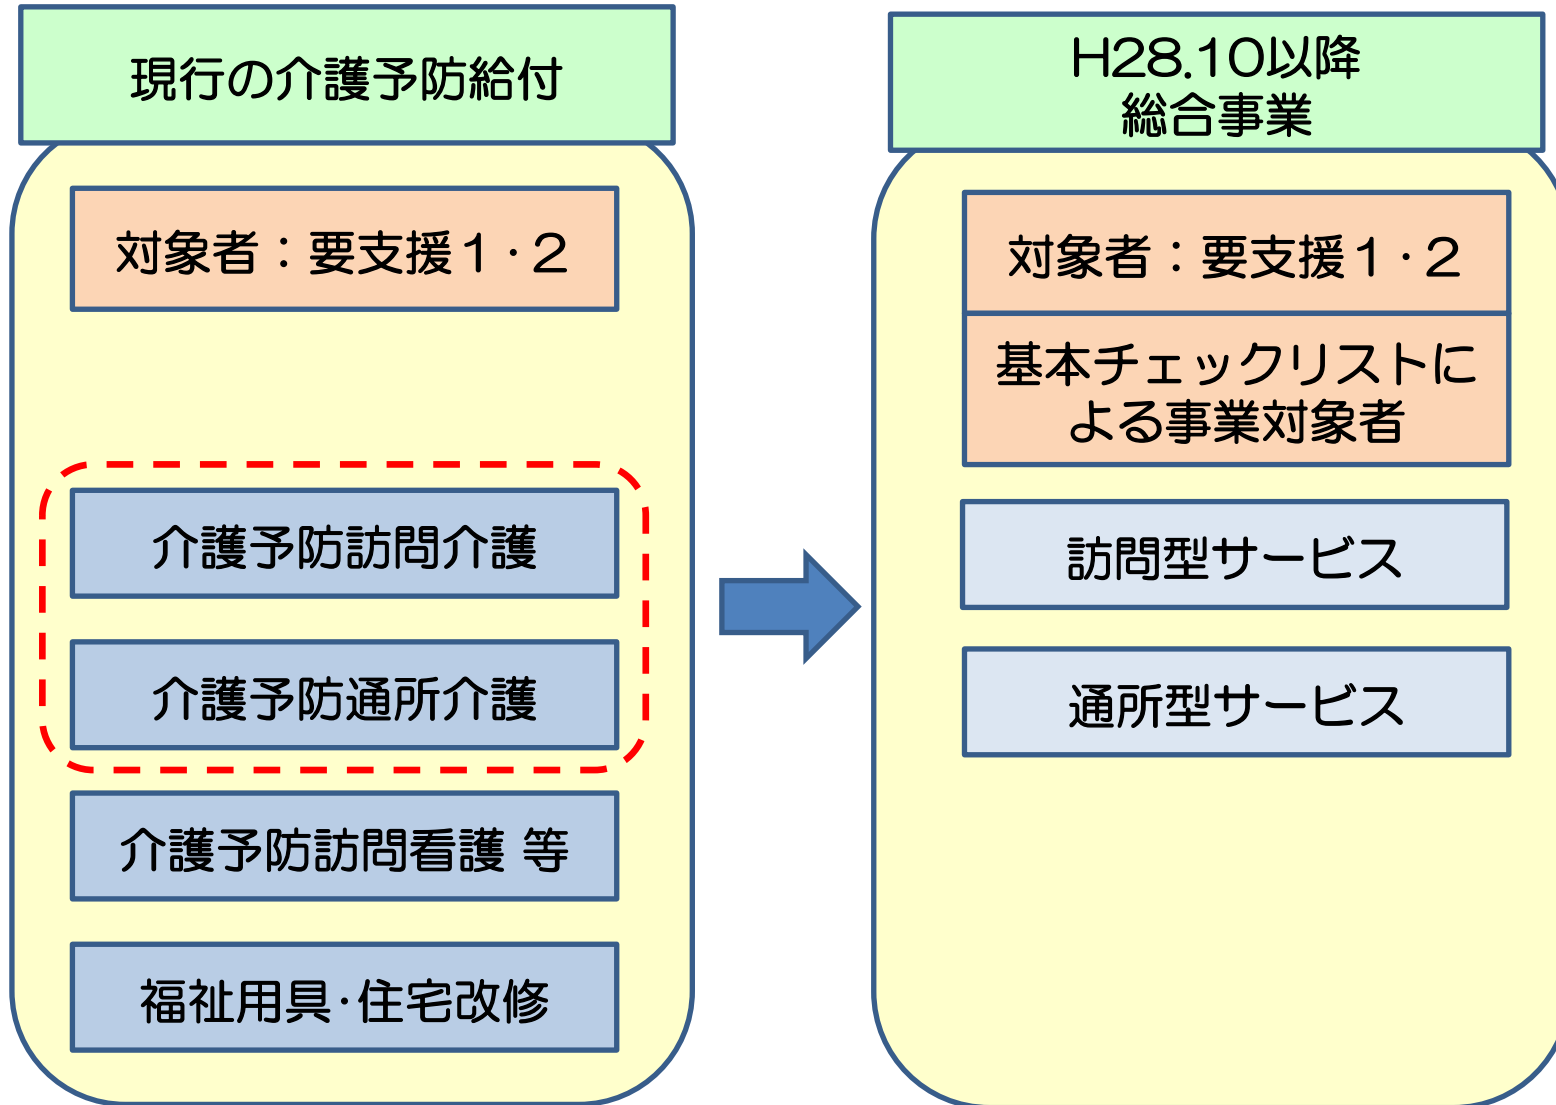 現行の介護予防給付
対象者：要支援１・２
介護予防訪問介護
介護予防通所介護
介護予防訪問看護 等
福祉用具・住宅改修
H28.10以降
総合事業
対象者：要支援１・２
基本チェックリストに
よる事業対象者
訪問型サービス
通所型サービス